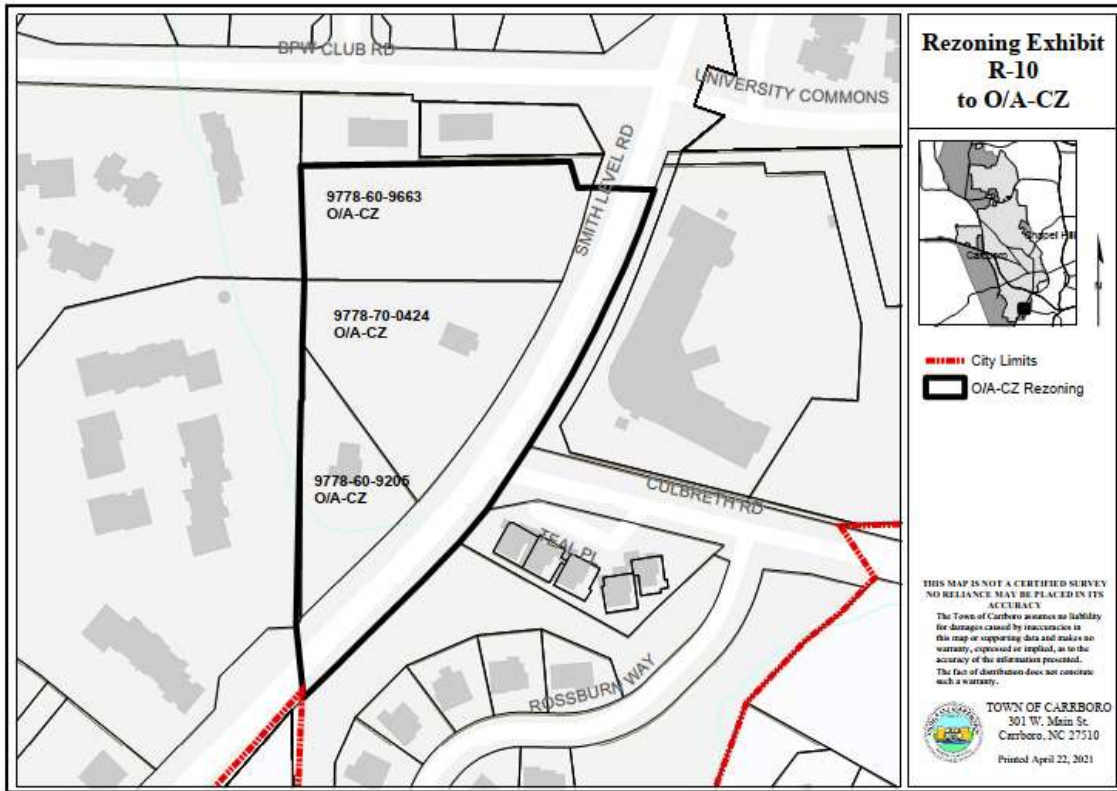 BPW CLUB RD
UNIVERSITY COMMONS
SMITH LEVEL RD
9778-60-9663
O/A-CZ
9778-70-0424
O/A-CZ
9778-60-9205
O/A-CZ
CULBRETH RD
TEAL PL
ROSSBURN WAY
Rezoning Exhibit
R-10
to O/A-CZ
Chapel Hill
Carrboro
N
City Limits
O/A-CZ Rezoning
THIS MAP IS NOT A CERTIFIED SURVEY
NO RELIANCE MAY BE PLACED IN ITS
ACCURACY
The Town of Carrboro assumes no liability
for damages caused by inaccuracies in
this map or supporting data and makes no
warranty, expressed or implied, as to the
accuracy of the information presented.
The fact of distribution does not constitute
such a warranty.
TOWN OF CARRBORO
301 W. Main St.
Carrboro, NC 27510
Printed April 22, 2021